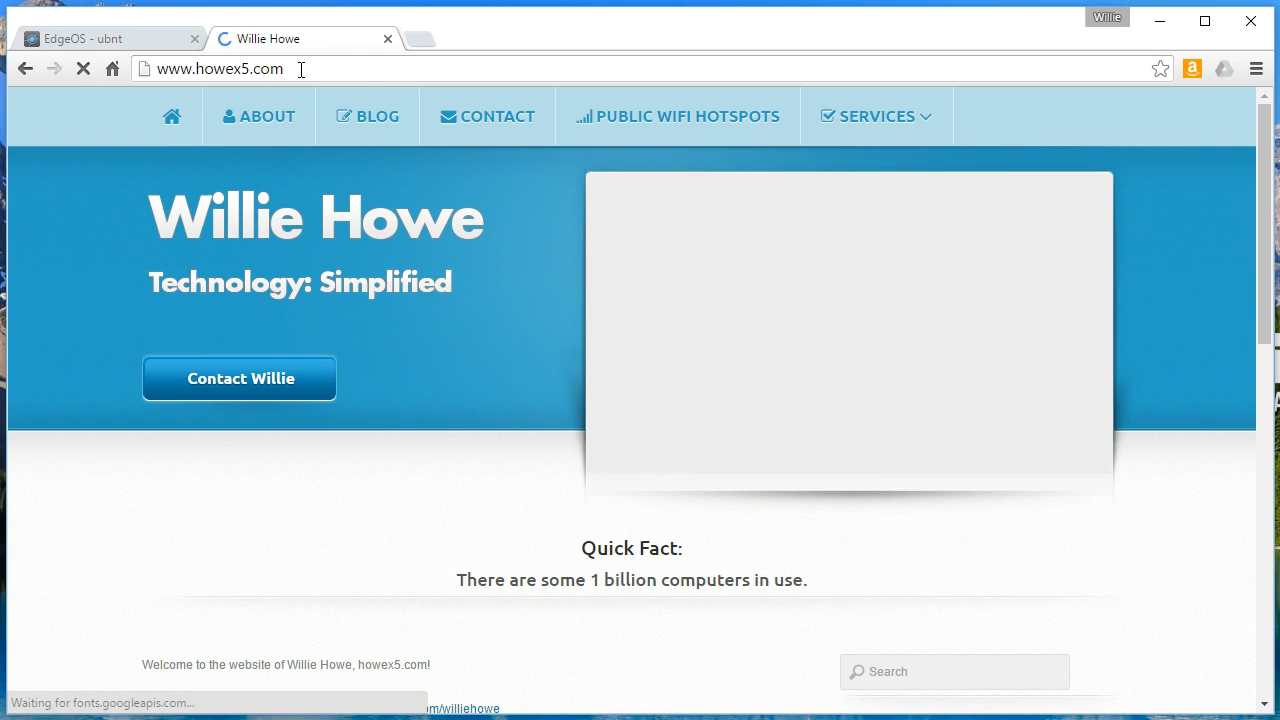 Willie
EdgeOS - ubnt
Willie Howe
www.howex5.com
ABOUT
BLOG
CONTACT
PUBLIC WIFI HOTSPOTS
SERVICES
Willie Howe
Technology: Simplified
Contact Willie
Quick Fact:
There are some 1 billion computers in use.
Welcome to the website of Willie Howe, howex5.com!
Search
Waiting for fonts.googleapis.com...
om/williehowe